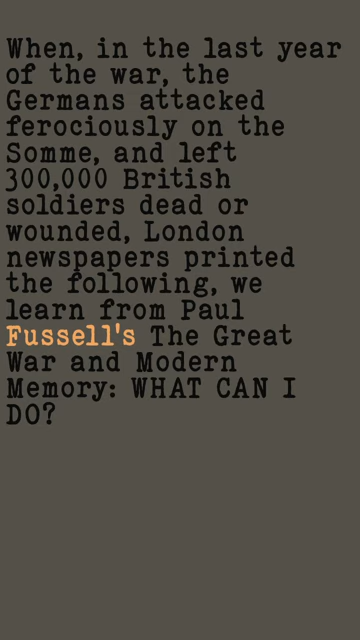 When, in the last year
of the war, the
Germans attacked
ferociously on the
Somme, and left
300,000 British
soldiers dead or
wounded, London
newspapers printed
the following, we
learn from Paul
Fussell's The Great
War and Modern
Memory: WHAT CAN I
DO?